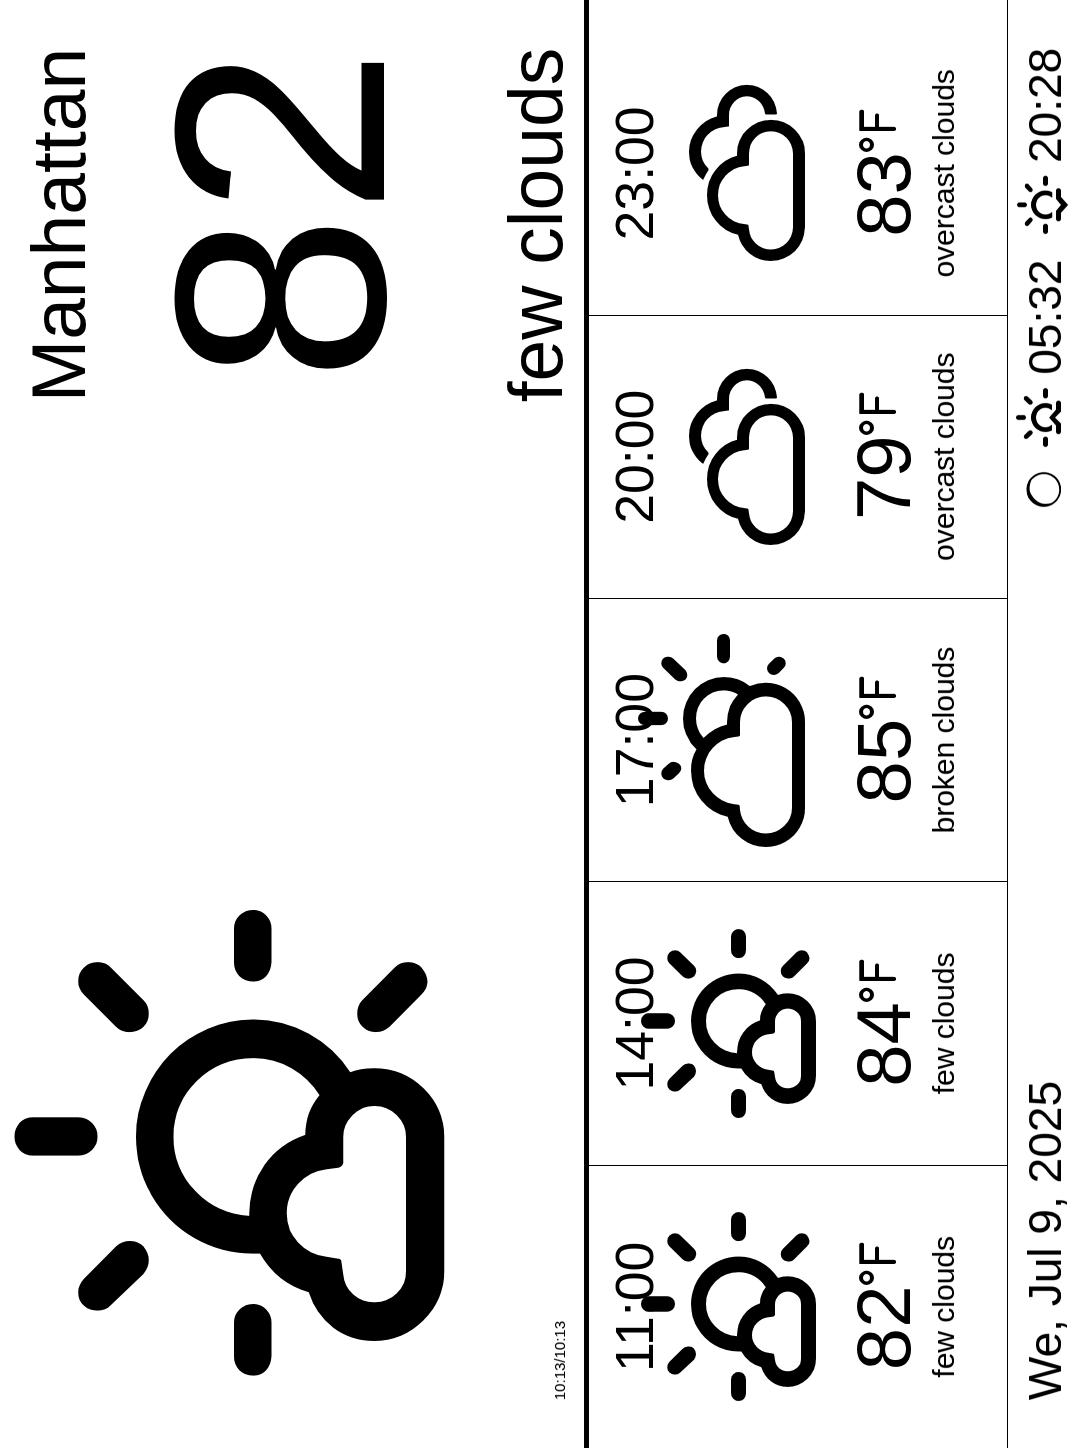 Manhattan
82
few clouds
10:13/10:13
11:00
82°F
few clouds
14:00
84°F
few clouds
17:00
85°F
broken clouds
20:00
79°F
overcast clouds
23:00
83°F
overcast clouds
We, Jul 9, 2025
05:32 20:28